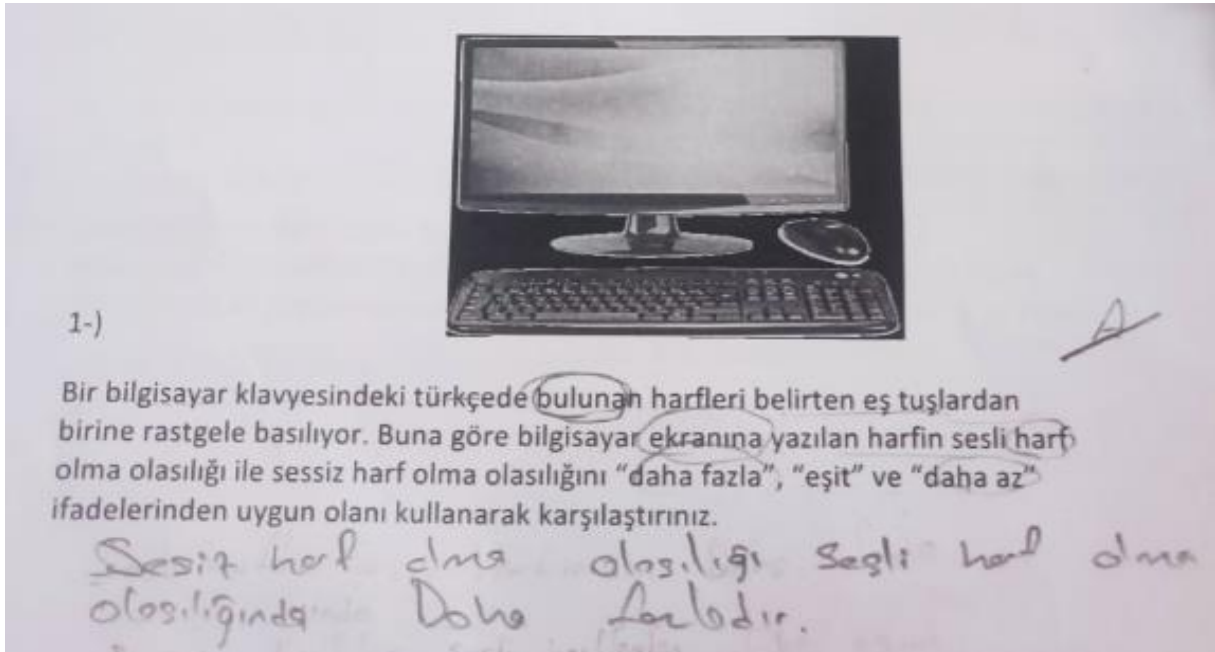 1-)
A
Bir bilgisayar klavyesindeki türkçede bulunan harfleri belirten eş tuşlardan
birine rastgele basılıyor. Buna göre bilgisayar ekranına yazılan harfin sesli harf
olma olasılığı ile sessiz harf olma olasılığını “daha fazla”, “eşit” ve “daha az”
ifadelerinden uygun olanı kullanarak karşılaştırınız.
Sesiz harf olma olasılığı Sesli harf olma
olasılığında Daha fazladır.